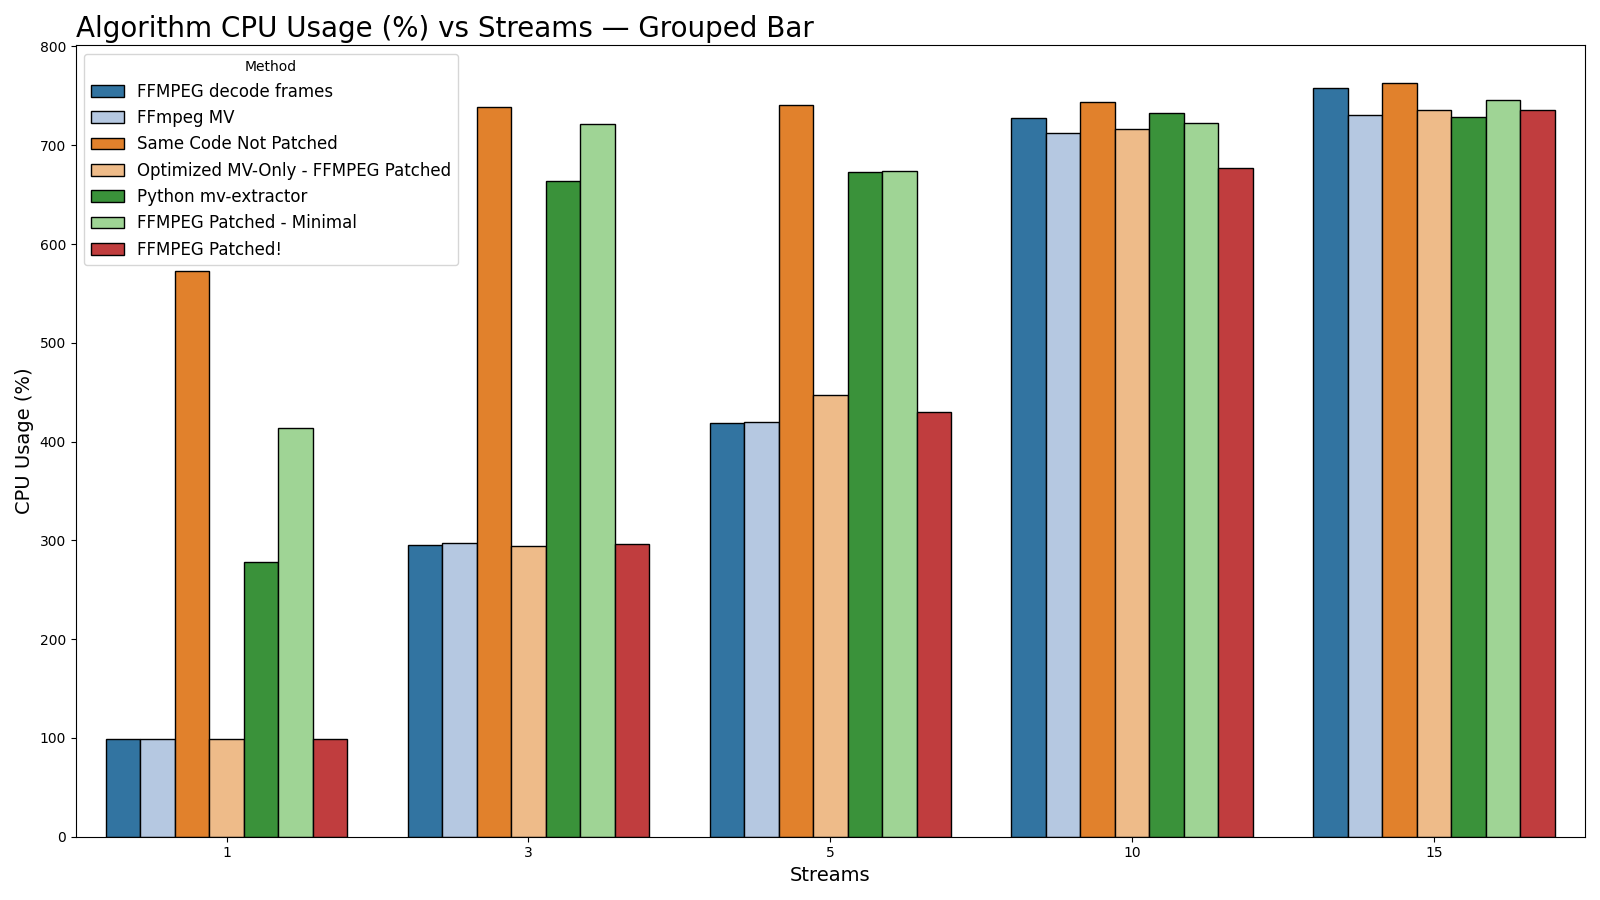 Algorithm CPU Usage (%) vs Streams — Grouped Bar
Method
FFMPEG decode frames
FFmpeg MV
Same Code Not Patched
Optimized MV-Only - FFMPEG Patched
Python mv-extractor
FFMPEG Patched - Minimal
FFMPEG Patched!
CPU Usage (%)
800
700
600
500
400
300
200
100
0
1 3 5 10 15
Streams